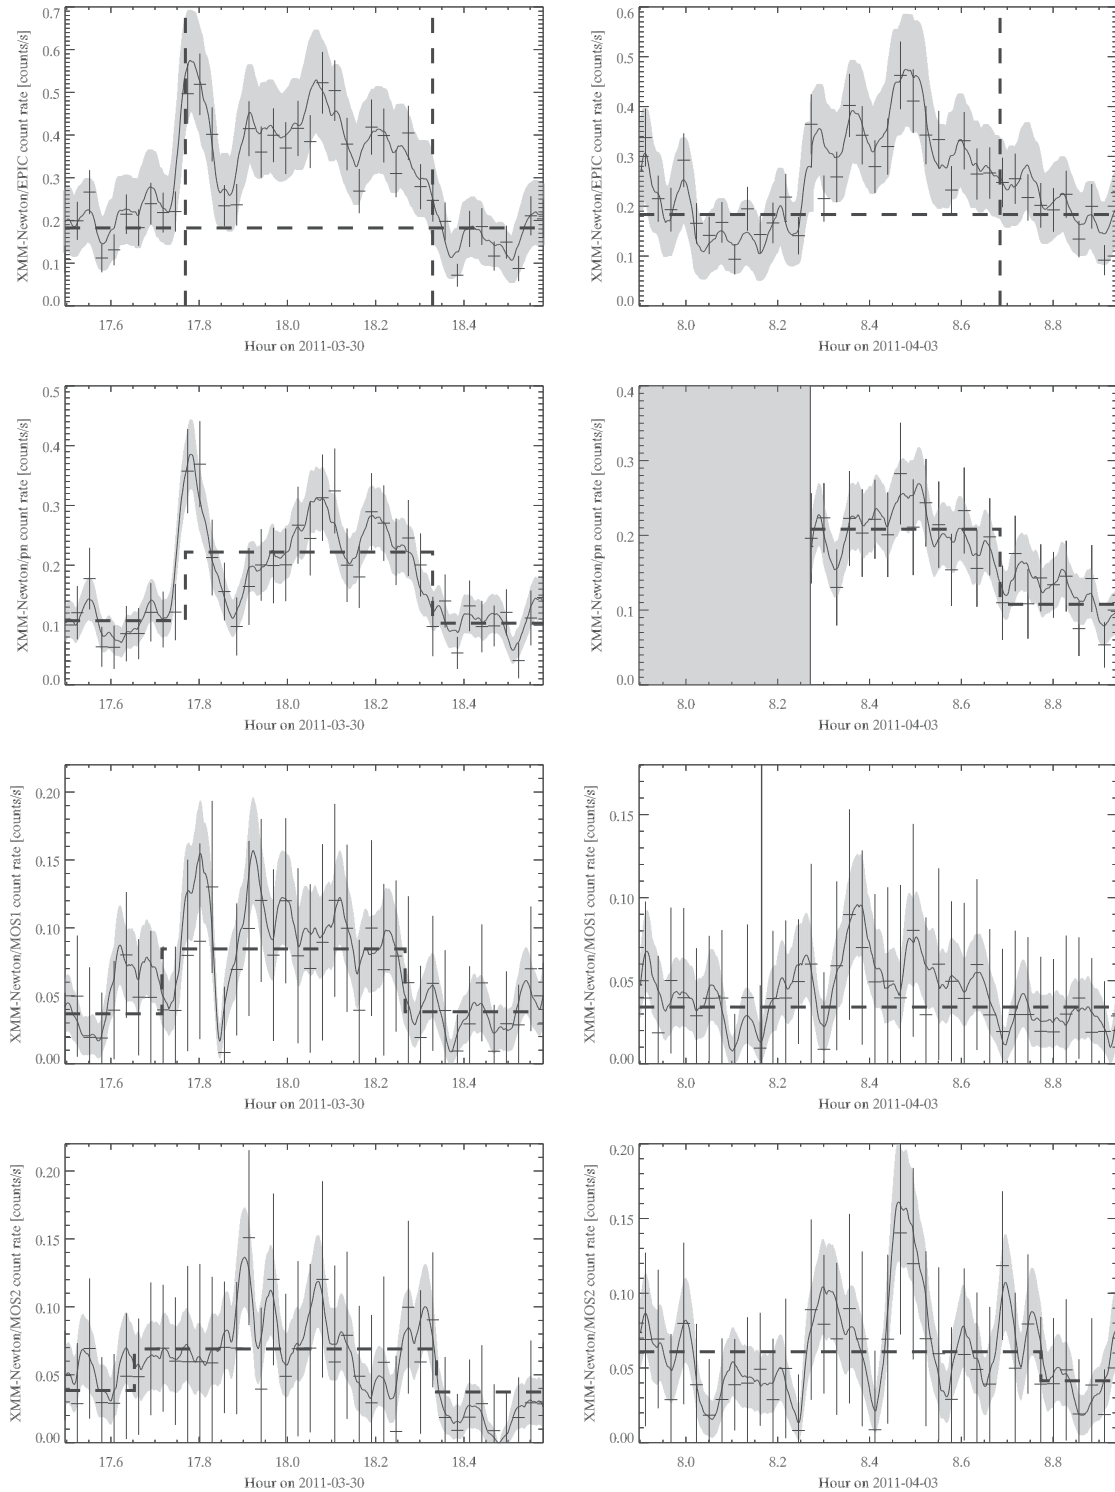 XMM-Newton/EPIC count rate [counts/s]
0.7
0.6
0.5
0.4
0.3
0.2
0.1
0.0
17.6 17.8 18.0 18.2 18.4
Hour on 2011-03-30
XMM-Newton/EPIC count rate [counts/s]
0.6
0.5
0.4
0.3
0.2
0.1
0.0
8.0 8.2 8.4 8.6 8.8
Hour on 2011-04-03
XMM-Newton/pn count rate [counts/s]
0.5
0.4
0.3
0.2
0.1
0.0
17.6 17.8 18.0 18.2 18.4
Hour on 2011-03-30
XMM-Newton/pn count rate [counts/s]
0.4
0.3
0.2
0.1
0.0
8.0 8.2 8.4 8.6 8.8
Hour on 2011-04-03
XMM-Newton/MOS1 count rate [counts/s]
0.20
0.15
0.10
0.05
0.00
17.6 17.8 18.0 18.2 18.4
Hour on 2011-03-30
XMM-Newton/MOS1 count rate [counts/s]
0.15
0.10
0.05
0.00
8.0 8.2 8.4 8.6 8.8
Hour on 2011-04-03
XMM-Newton/MOS2 count rate [counts/s]
0.20
0.15
0.10
0.05
0.00
17.6 17.8 18.0 18.2 18.4
Hour on 2011-03-30
XMM-Newton/MOS2 count rate [counts/s]
0.20
0.15
0.10
0.05
0.00
8.0 8.2 8.4 8.6 8.8
Hour on 2011-04-03